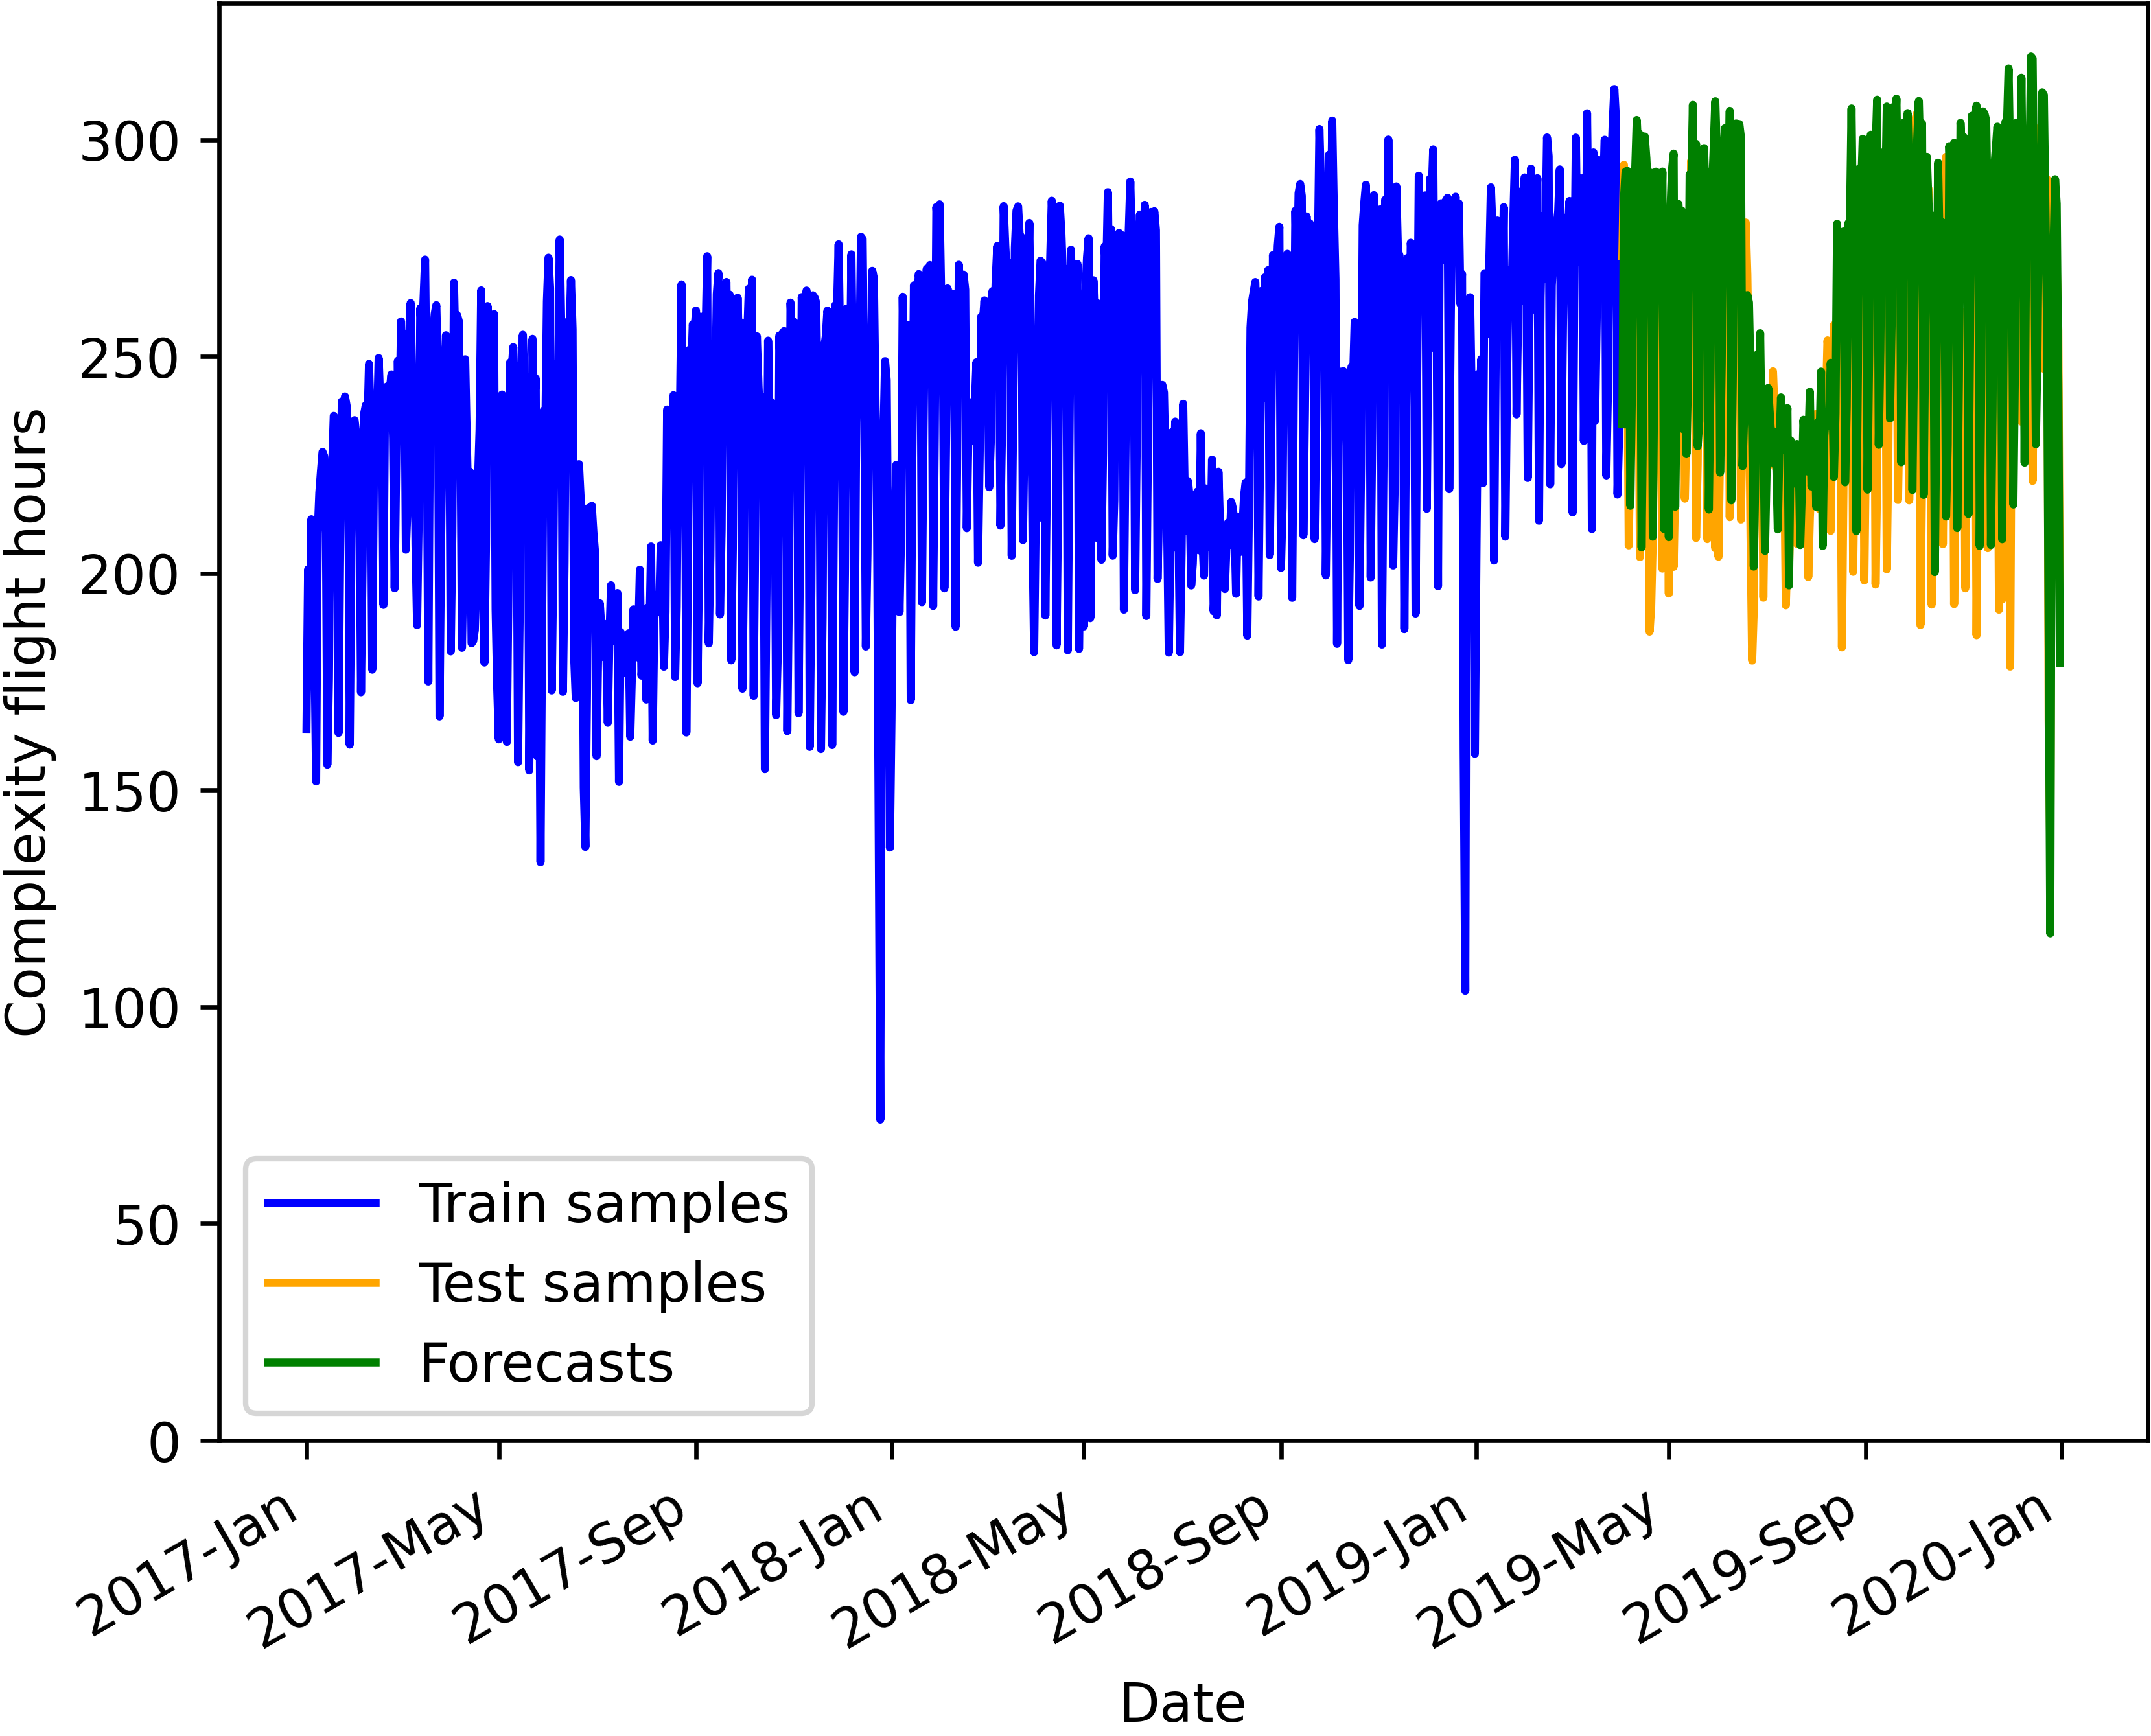 Complexity flight hours
300
250
200
150
100
50
0
Train samples
Test samples
Forecasts
2017-Jan
2017-May
2017-Sep
2018-Jan
2018-May
2018-Sep
2019-Jan
2019-May
2019-Sep
2020-Jan
Date